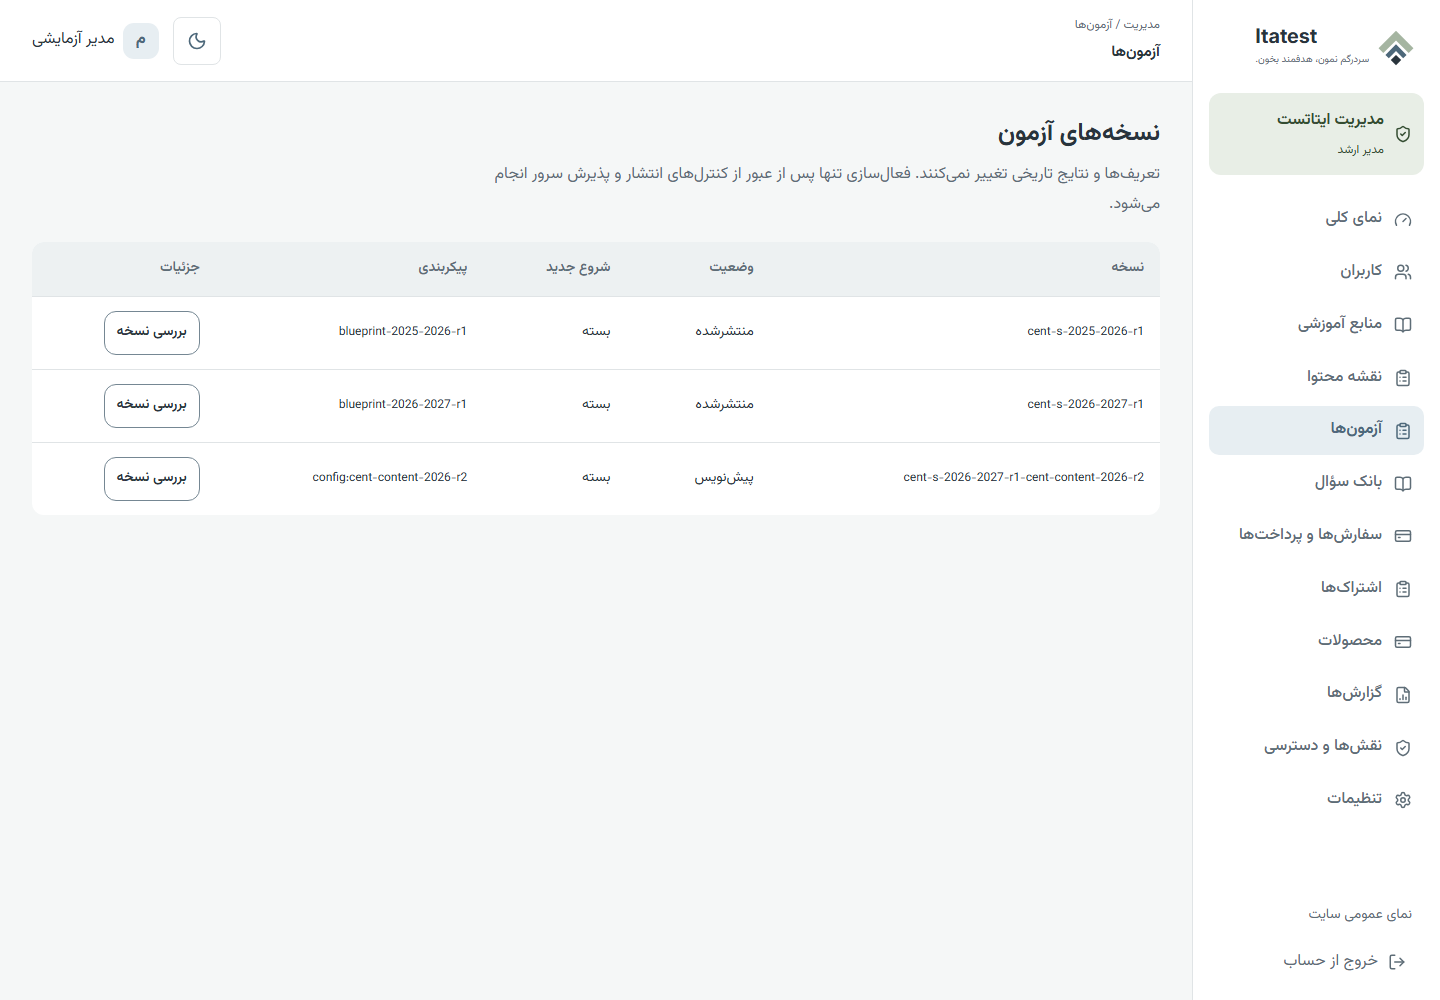 Itatest
سردرگم نمون، هدفمند بخون.
مدیریت ایتاتست
مدیر ارشد
نمای کلی
کاربران
منابع آموزشی
نقشه محتوا
آزمون‌ها
بانک سؤال
سفارش‌ها و پرداخت‌ها
اشتراک‌ها
محصولات
گزارش‌ها
نقش‌ها و دسترسی
تنظیمات
نمای عمومی سایت
خروج از حساب
مدیریت / آزمون‌ها
آزمون‌ها
م مدیر آزمایشی
نسخه‌های آزمون
تعریف‌ها و نتایج تاریخی تغییر نمی‌کنند. فعال‌سازی تنها پس از عبور از کنترل‌های انتشار و پذیرش سرور انجام
می‌شود.
نسخه وضعیت شروع جدید پیکربندی جزئیات
cent-s-2025-2026-r1 منتشرشده بسته blueprint-2025-2026-r1 بررسی نسخه
cent-s-2026-2027-r1 منتشرشده بسته blueprint-2026-2027-r1 بررسی نسخه
cent-s-2026-2027-r1-cent-content-2026-r2 پیش‌نویس بسته config:cent-content-2026-r2 بررسی نسخه